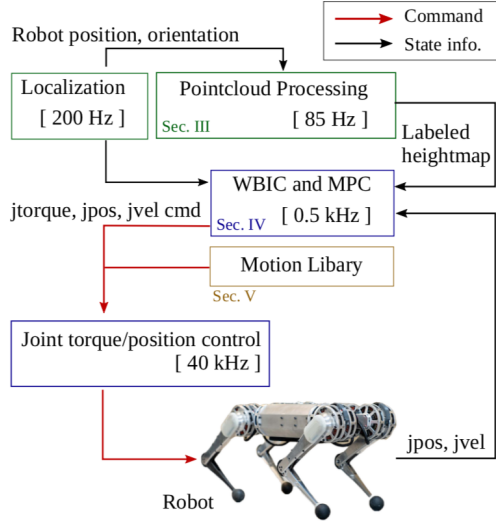 Command
State info.
Robot position, orientation
Localization
[ 200 Hz ]
Pointcloud Processing
[ 85 Hz ]
Sec. III
Labeled
heightmap
WBIC and MPC
[ 0.5 kHz ]
Sec. IV
jtorque, jpos, jvel cmd
Motion Libary
Sec. V
Joint torque/position control
[ 40 kHz ]
jpos, jvel
Robot